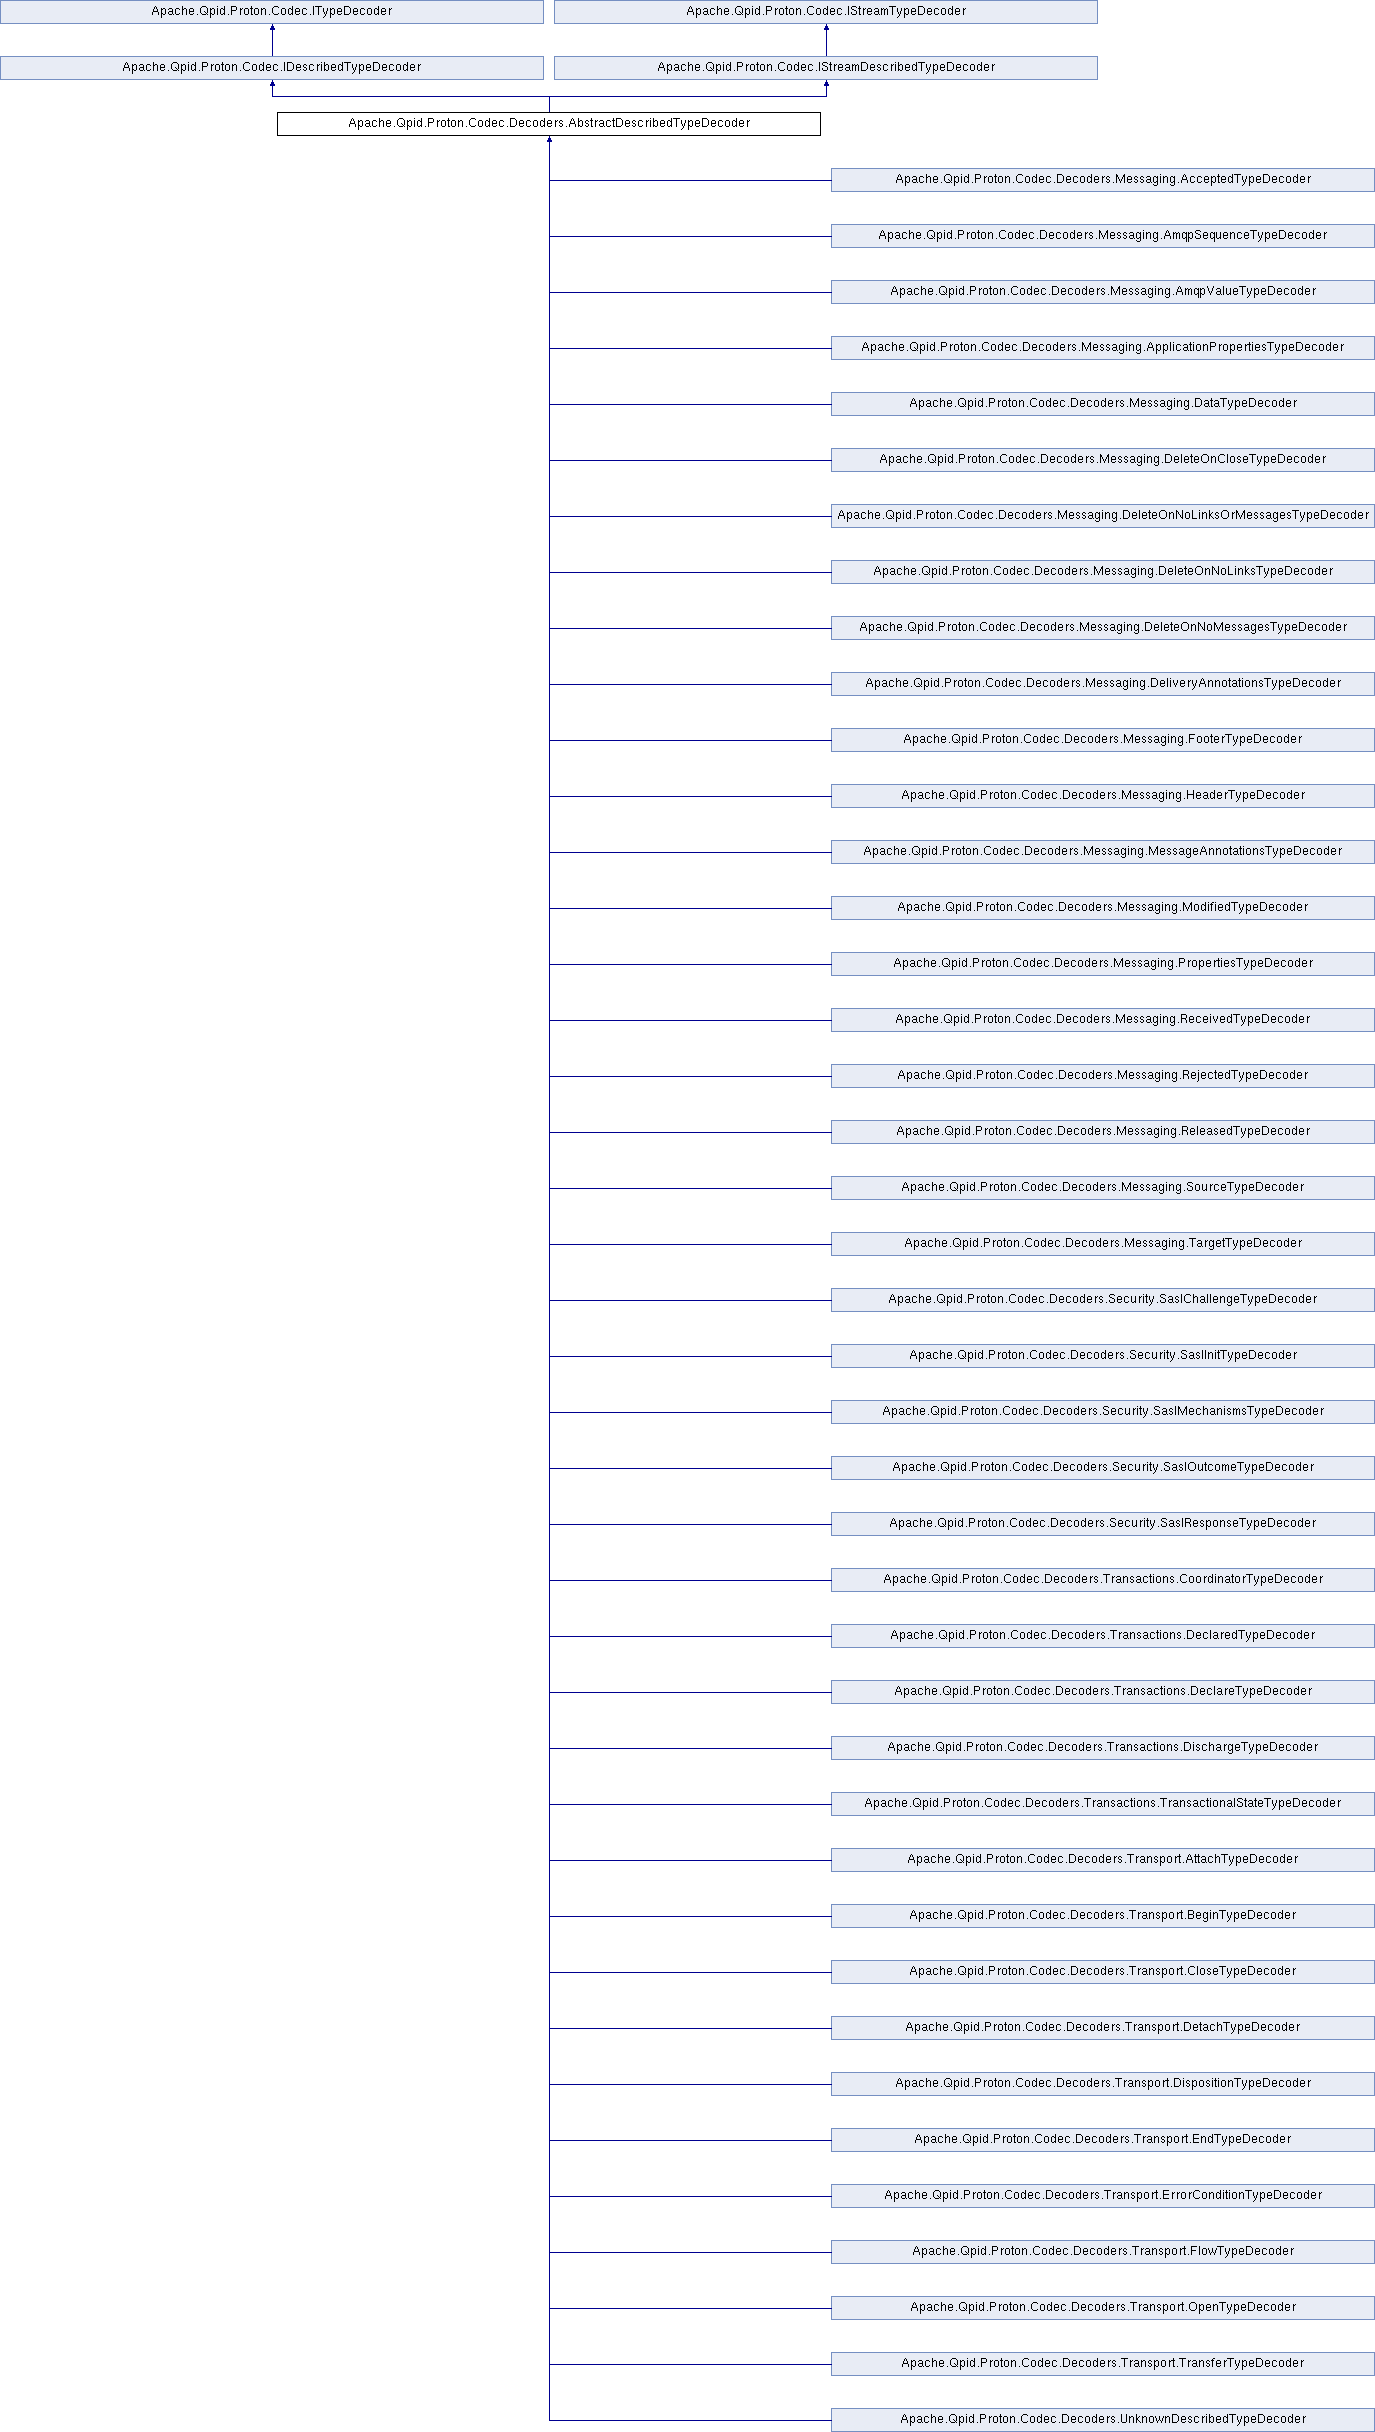 Apache.Qpid.Proton.Codec.ITypeDecoder
Apache.Qpid.Proton.Codec.IStreamTypeDecoder
Apache.Qpid.Proton.Codec.IDescribedTypeDecoder
Apache.Qpid.Proton.Codec.IStreamDescribedTypeDecoder
Apache.Qpid.Proton.Codec.Decoders.AbstractDescribedTypeDecoder
Apache.Qpid.Proton.Codec.Decoders.Messaging.AcceptedTypeDecoder
Apache.Qpid.Proton.Codec.Decoders.Messaging.AmqpSequenceTypeDecoder
Apache.Qpid.Proton.Codec.Decoders.Messaging.AmqpValueTypeDecoder
Apache.Qpid.Proton.Codec.Decoders.Messaging.ApplicationPropertiesTypeDecoder
Apache.Qpid.Proton.Codec.Decoders.Messaging.DataTypeDecoder
Apache.Qpid.Proton.Codec.Decoders.Messaging.DeleteOnCloseTypeDecoder
Apache.Qpid.Proton.Codec.Decoders.Messaging.DeleteOnNoLinksOrMessagesTypeDecoder
Apache.Qpid.Proton.Codec.Decoders.Messaging.DeleteOnNoLinksTypeDecoder
Apache.Qpid.Proton.Codec.Decoders.Messaging.DeleteOnNoMessagesTypeDecoder
Apache.Qpid.Proton.Codec.Decoders.Messaging.DeliveryAnnotationsTypeDecoder
Apache.Qpid.Proton.Codec.Decoders.Messaging.FooterTypeDecoder
Apache.Qpid.Proton.Codec.Decoders.Messaging.HeaderTypeDecoder
Apache.Qpid.Proton.Codec.Decoders.Messaging.MessageAnnotationsTypeDecoder
Apache.Qpid.Proton.Codec.Decoders.Messaging.ModifiedTypeDecoder
Apache.Qpid.Proton.Codec.Decoders.Messaging.PropertiesTypeDecoder
Apache.Qpid.Proton.Codec.Decoders.Messaging.ReceivedTypeDecoder
Apache.Qpid.Proton.Codec.Decoders.Messaging.RejectedTypeDecoder
Apache.Qpid.Proton.Codec.Decoders.Messaging.ReleasedTypeDecoder
Apache.Qpid.Proton.Codec.Decoders.Messaging.SourceTypeDecoder
Apache.Qpid.Proton.Codec.Decoders.Messaging.TargetTypeDecoder
Apache.Qpid.Proton.Codec.Decoders.Security.SaslChallengeTypeDecoder
Apache.Qpid.Proton.Codec.Decoders.Security.SaslInitTypeDecoder
Apache.Qpid.Proton.Codec.Decoders.Security.SaslMechanismsTypeDecoder
Apache.Qpid.Proton.Codec.Decoders.Security.SaslOutcomeTypeDecoder
Apache.Qpid.Proton.Codec.Decoders.Security.SaslResponseTypeDecoder
Apache.Qpid.Proton.Codec.Decoders.Transactions.CoordinatorTypeDecoder
Apache.Qpid.Proton.Codec.Decoders.Transactions.DeclaredTypeDecoder
Apache.Qpid.Proton.Codec.Decoders.Transactions.DeclareTypeDecoder
Apache.Qpid.Proton.Codec.Decoders.Transactions.DischargeTypeDecoder
Apache.Qpid.Proton.Codec.Decoders.Transactions.TransactionalStateTypeDecoder
Apache.Qpid.Proton.Codec.Decoders.Transport.AttachTypeDecoder
Apache.Qpid.Proton.Codec.Decoders.Transport.BeginTypeDecoder
Apache.Qpid.Proton.Codec.Decoders.Transport.CloseTypeDecoder
Apache.Qpid.Proton.Codec.Decoders.Transport.DetachTypeDecoder
Apache.Qpid.Proton.Codec.Decoders.Transport.DispositionTypeDecoder
Apache.Qpid.Proton.Codec.Decoders.Transport.EndTypeDecoder
Apache.Qpid.Proton.Codec.Decoders.Transport.ErrorConditionTypeDecoder
Apache.Qpid.Proton.Codec.Decoders.Transport.FlowTypeDecoder
Apache.Qpid.Proton.Codec.Decoders.Transport.OpenTypeDecoder
Apache.Qpid.Proton.Codec.Decoders.Transport.TransferTypeDecoder
Apache.Qpid.Proton.Codec.Decoders.UnknownDescribedTypeDecoder